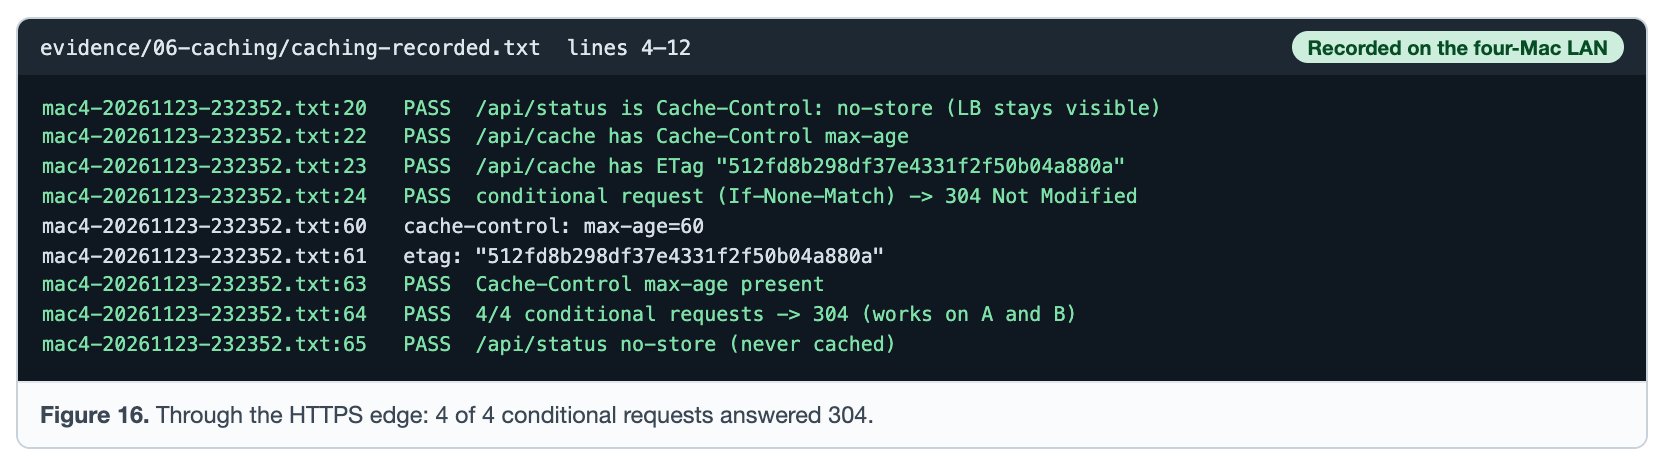 evidence/06-caching/caching-recorded.txt  lines 4–12
Recorded on the four-Mac LAN
mac4-20261123-232352.txt:20   PASS  /api/status is Cache-Control: no-store (LB stays visible)
mac4-20261123-232352.txt:22   PASS  /api/cache has Cache-Control max-age
mac4-20261123-232352.txt:23   PASS  /api/cache has ETag "512fd8b298df37e4331f2f50b04a880a"
mac4-20261123-232352.txt:24   PASS  conditional request (If-None-Match) -> 304 Not Modified
mac4-20261123-232352.txt:60   cache-control: max-age=60
mac4-20261123-232352.txt:61   etag: "512fd8b298df37e4331f2f50b04a880a"
mac4-20261123-232352.txt:63   PASS  Cache-Control max-age present
mac4-20261123-232352.txt:64   PASS  4/4 conditional requests -> 304 (works on A and B)
mac4-20261123-232352.txt:65   PASS  /api/status no-store (never cached)
Figure 16. Through the HTTPS edge: 4 of 4 conditional requests answered 304.